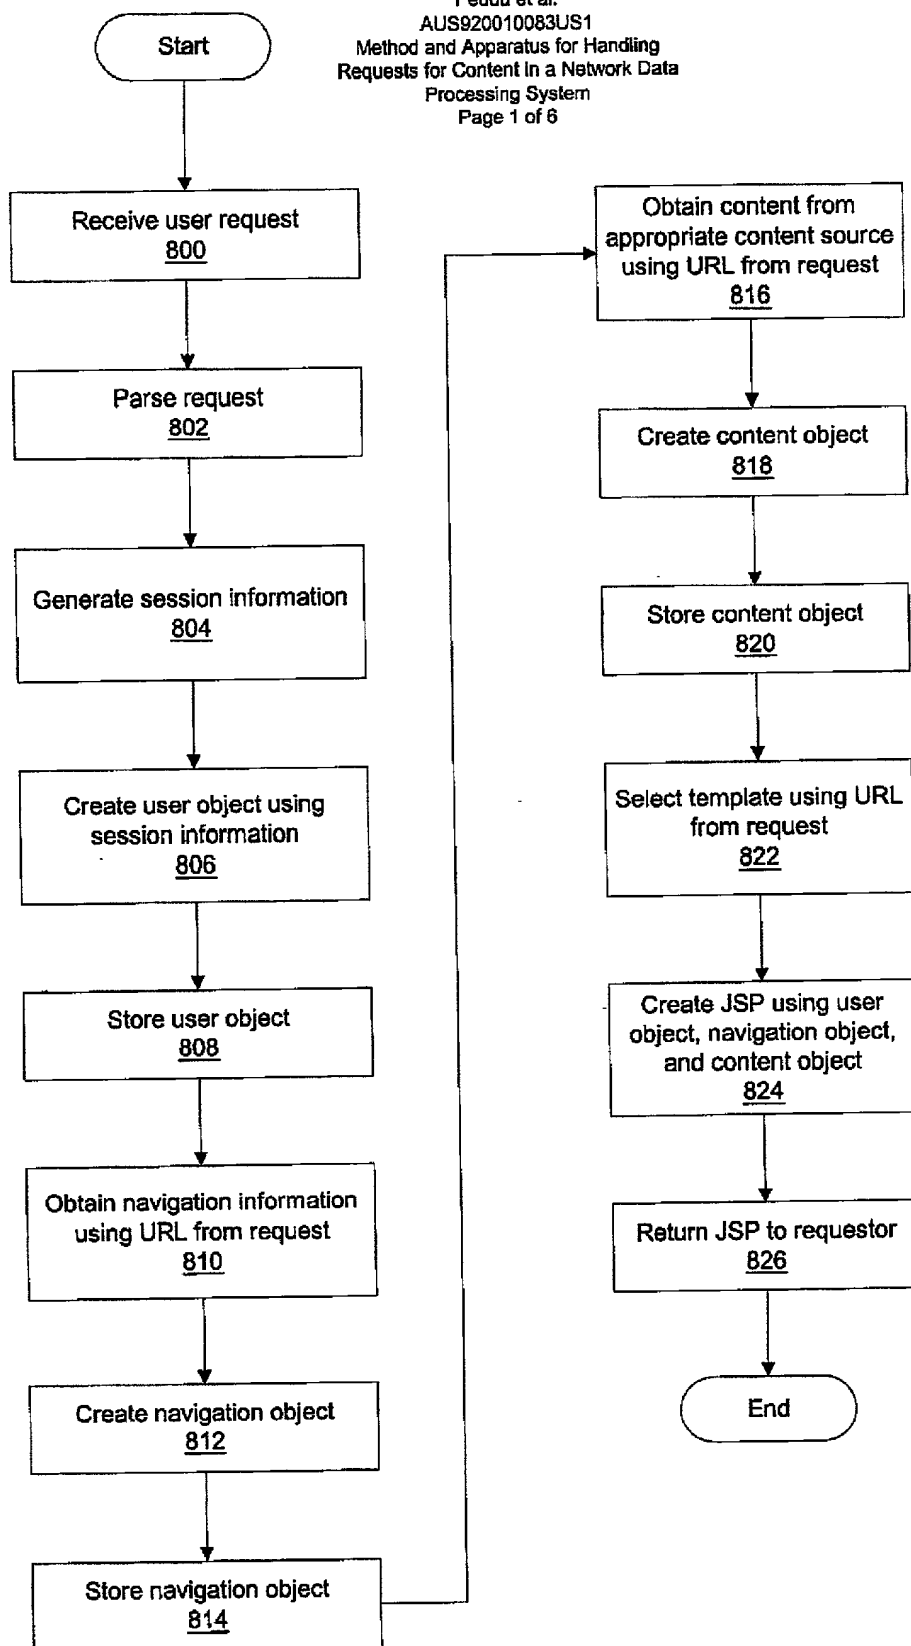 et al.
AUS920010083US1
Method and Apparatus for Handling
Requests for Content in a Network Data
Processing System
Page 1 of 6
Start
Receive user request
800
Parse request
802
Generate session information
804
Create user object using
session information
806
Store user object
808
Obtain navigation information
using URL from request
810
Create navigation object
812
Store navigation object
814
Obtain content from
appropriate content source
using URL from request
816
Create content object
818
Store content object
820
Select template using URL
from request
822
Create JSP using user
object, navigation object,
and content object
824
Return JSP to requestor
826
End